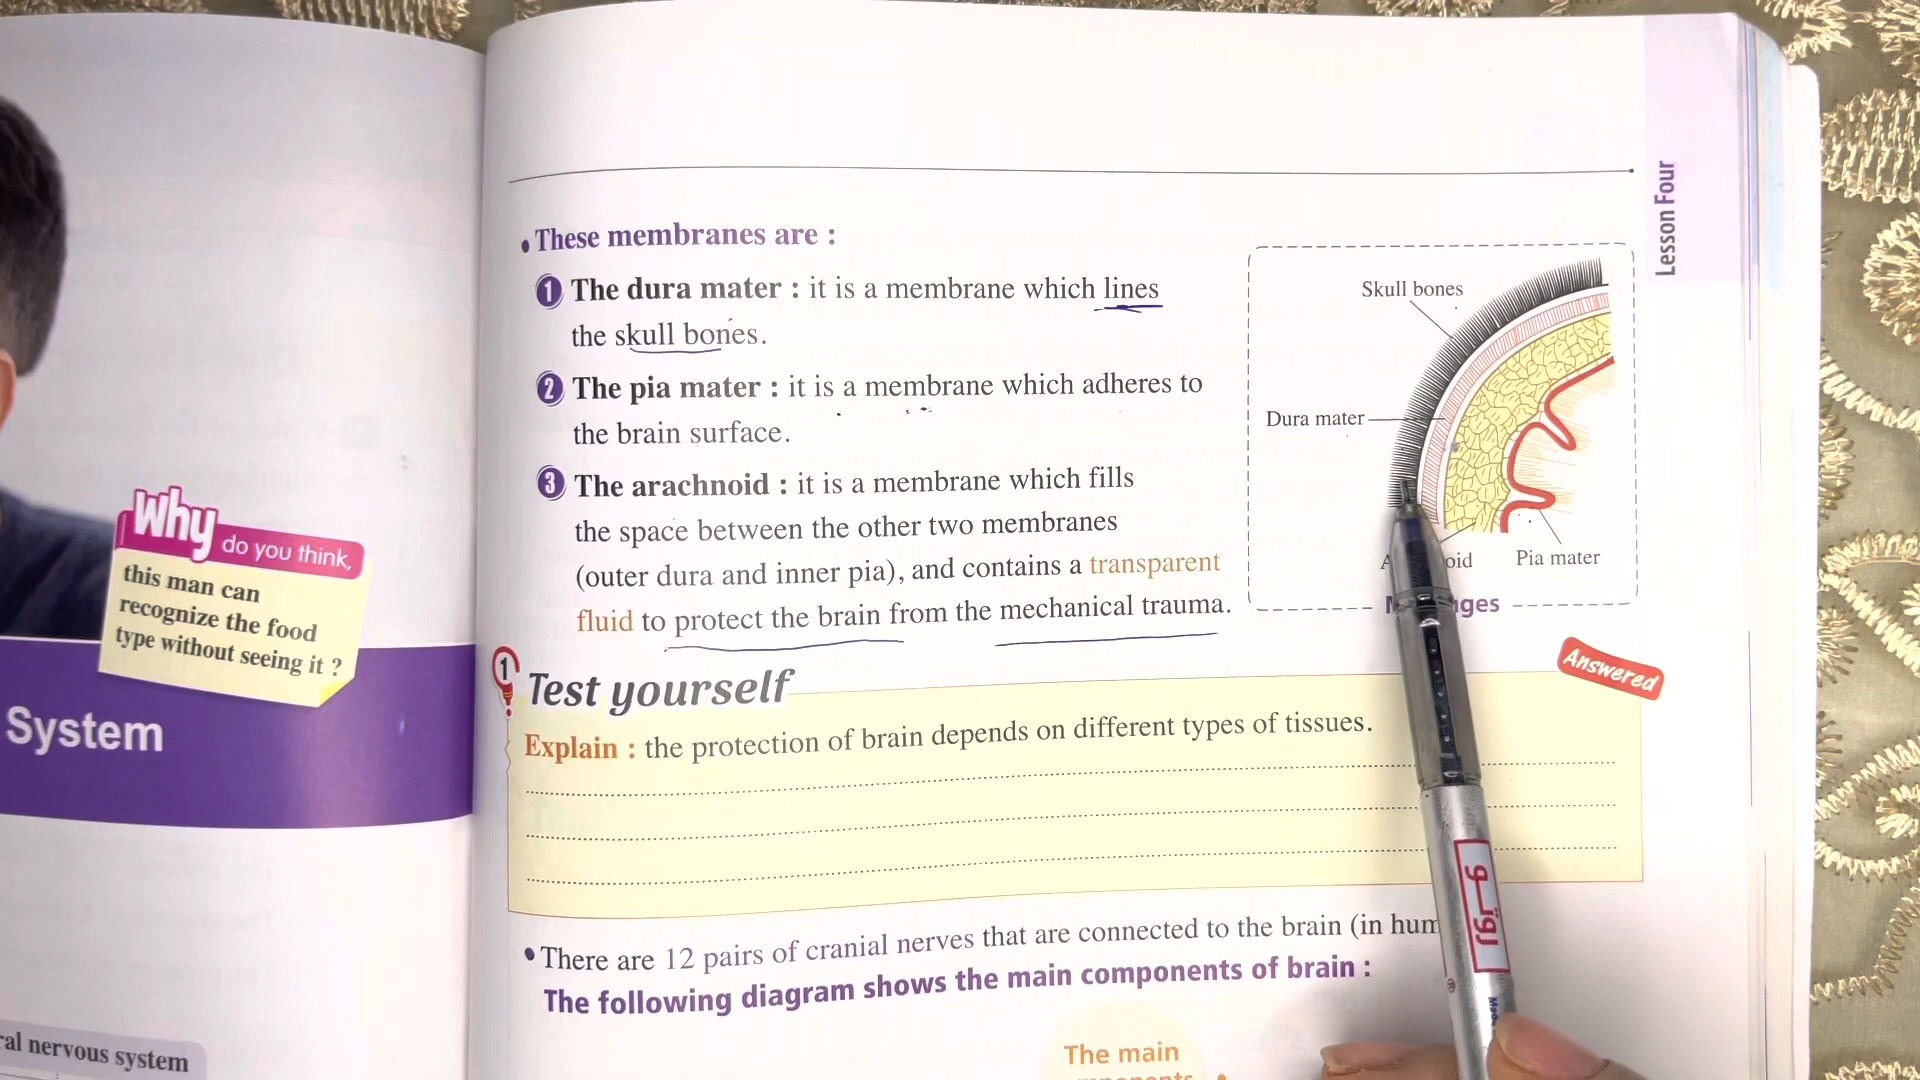 Lesson Four
• These membranes are :
1 The dura mater : it is a membrane which lines
the skull bones.
2 The pia mater : it is a membrane which adheres to
the brain surface.
3 The arachnoid : it is a membrane which fills
the space between the other two membranes
(outer dura and inner pia), and contains a transparent
fluid to protect the brain from the mechanical trauma.
Skull bones
Dura mater
Pia mater
Why
do you think,
this man can
recognize the food
type without seeing it ?
System
nervous system
1 Test yourself
Answered
Explain : the protection of brain depends on different types of tissues.
• There are 12 pairs of cranial nerves that are connected to the brain (in
The following diagram shows the main components of brain :
The main
روتو